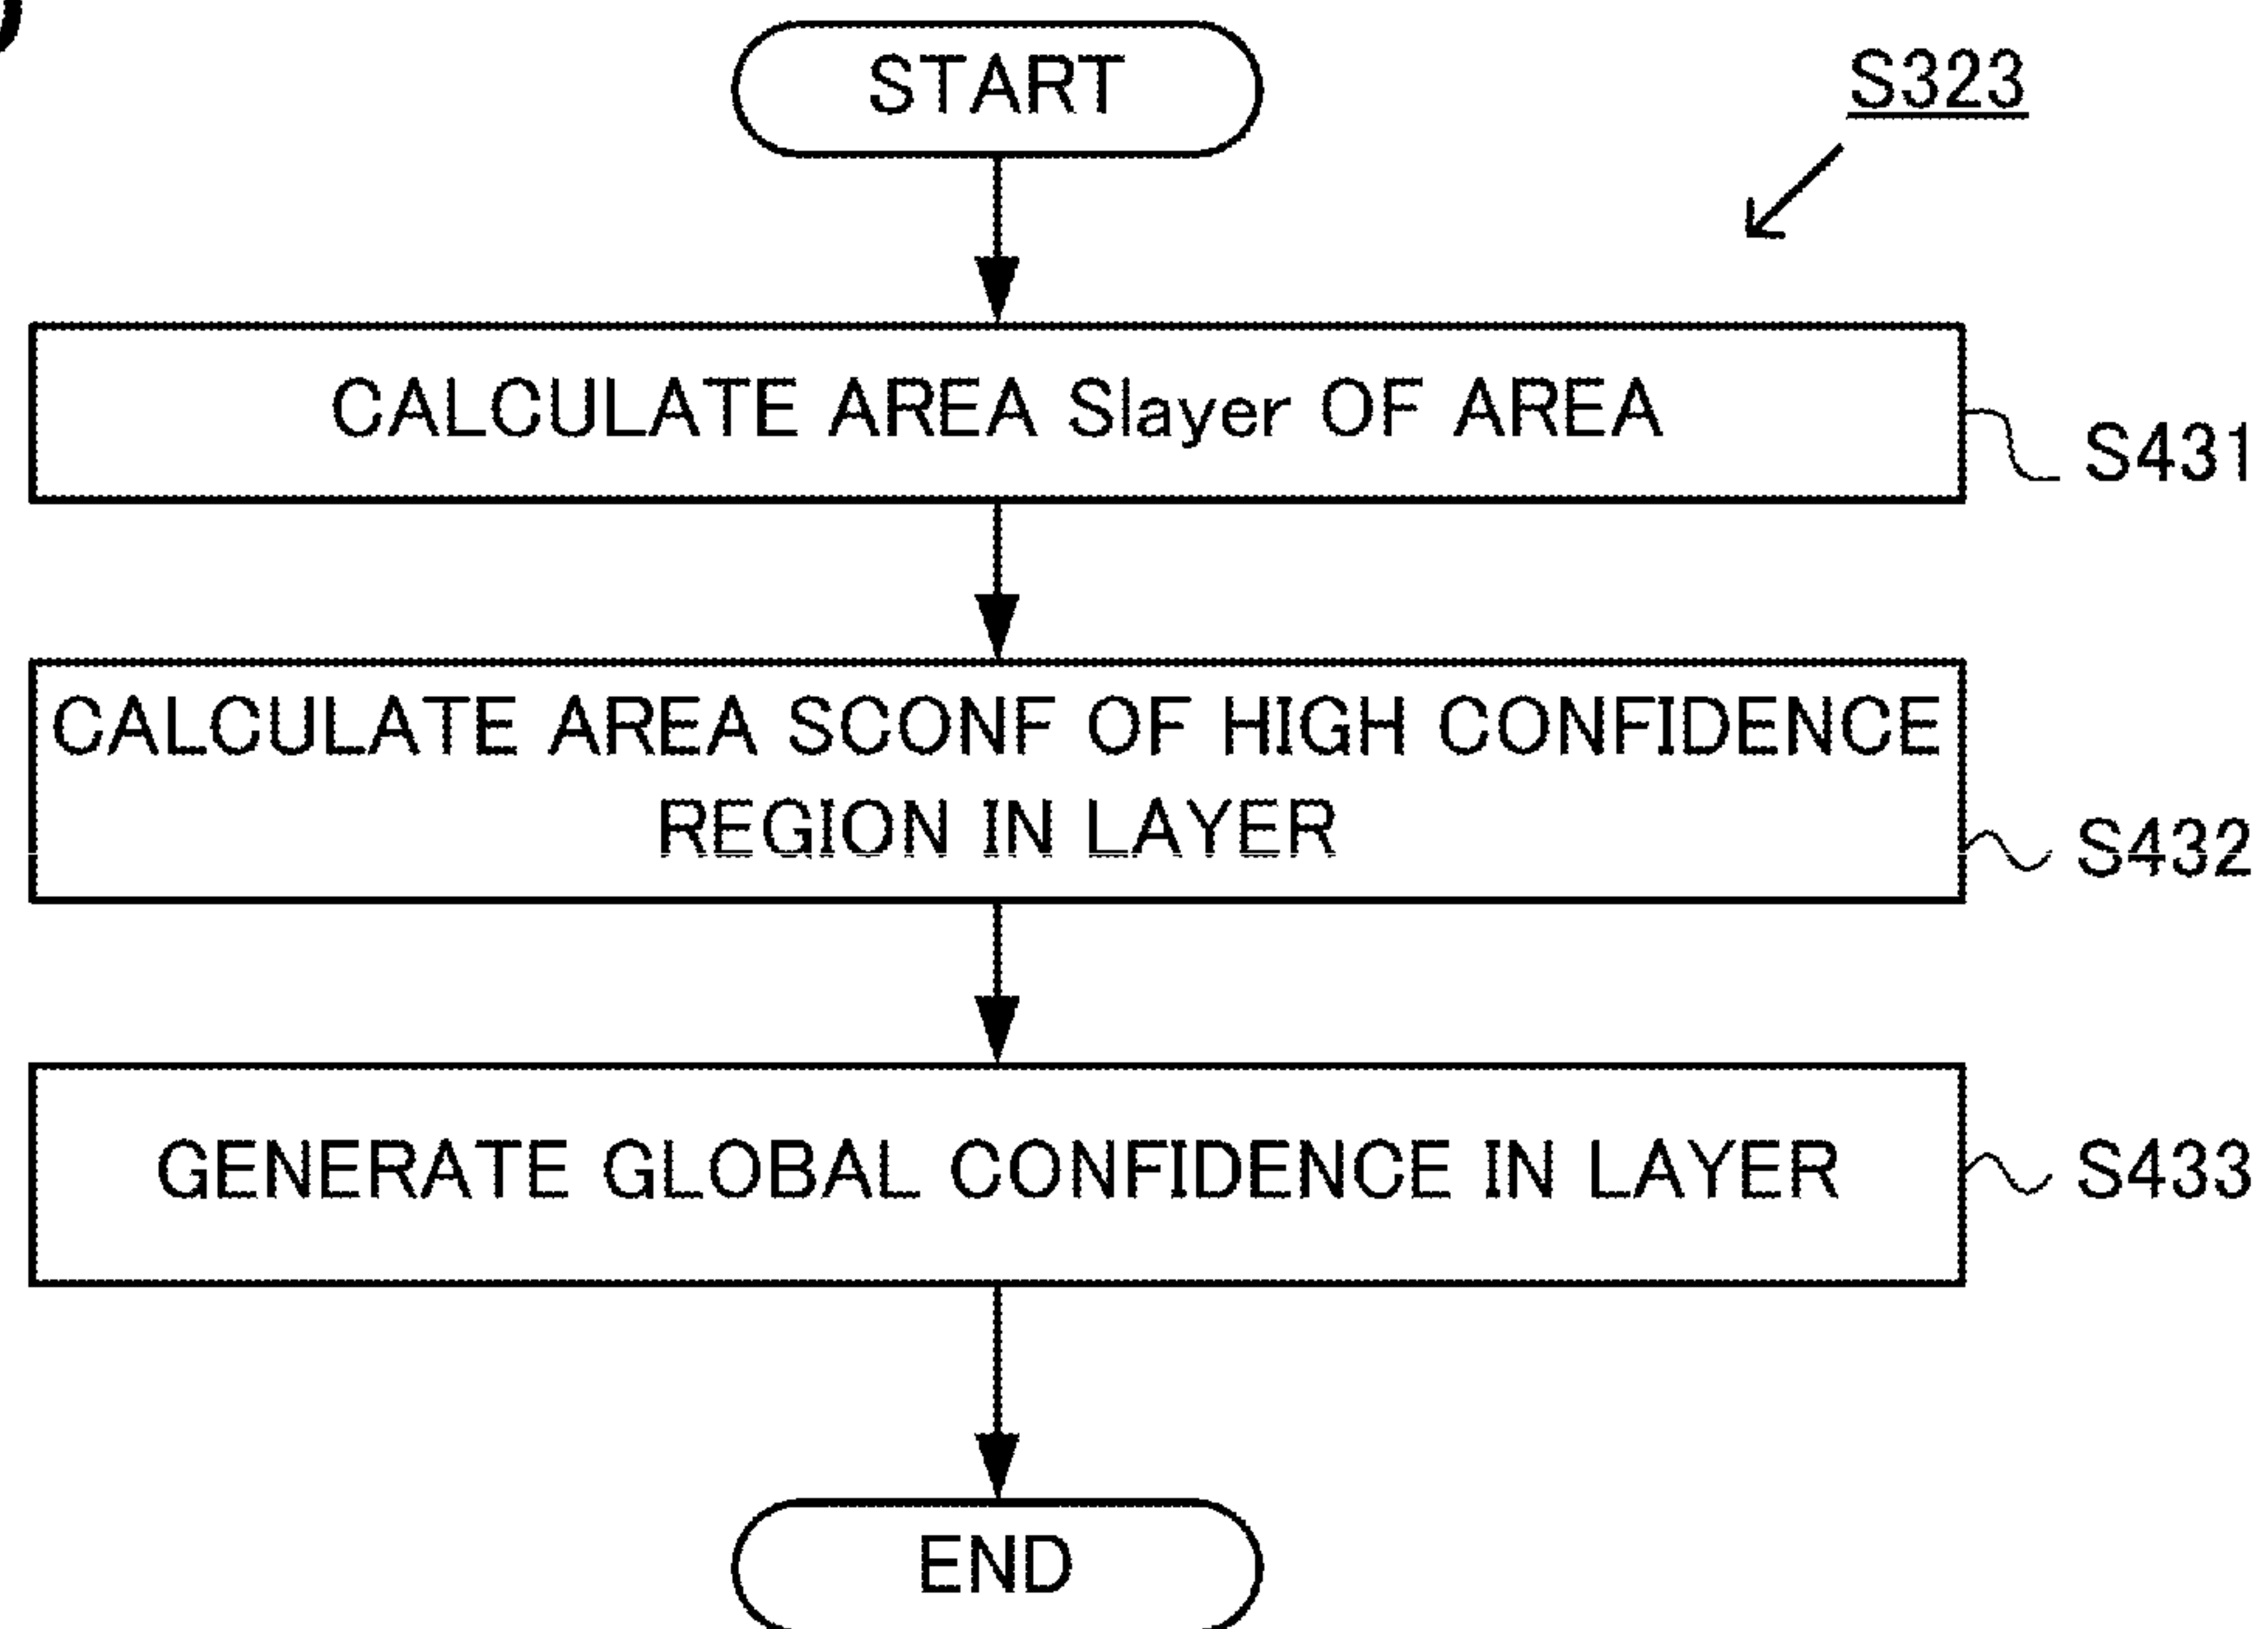 START
S323
CALCULATE AREA Slayer OF AREA
S431
CALCULATE AREA SCONF OF HIGH CONFIDENCE
REGION IN LAYER
S432
GENERATE GLOBAL CONFIDENCE IN LAYER
S433
END